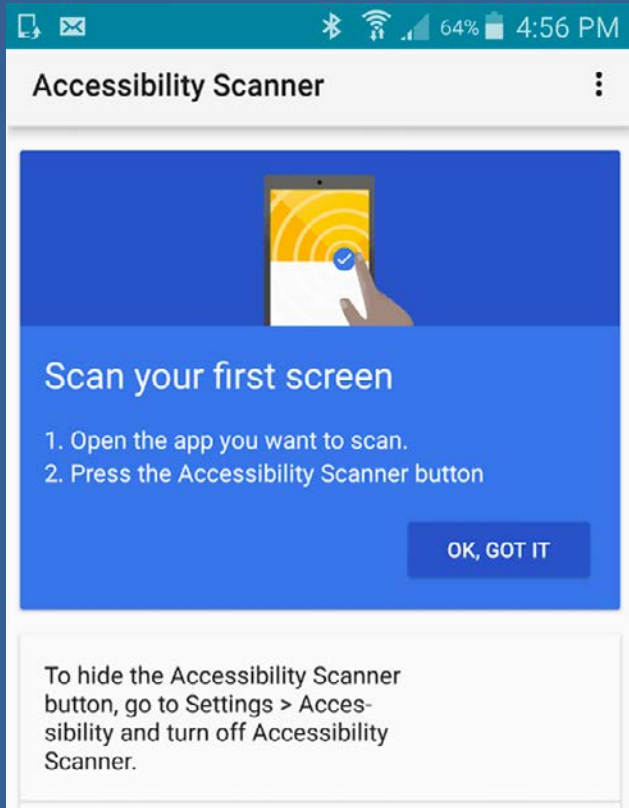 64% 4:56 PM
Accessibility Scanner
Scan your first screen
1. Open the app you want to scan.
2. Press the Accessibility Scanner button
OK, GOT IT
To hide the Accessibility Scanner
button, go to Settings > Acces-
sibility and turn off Accessibility
Scanner.